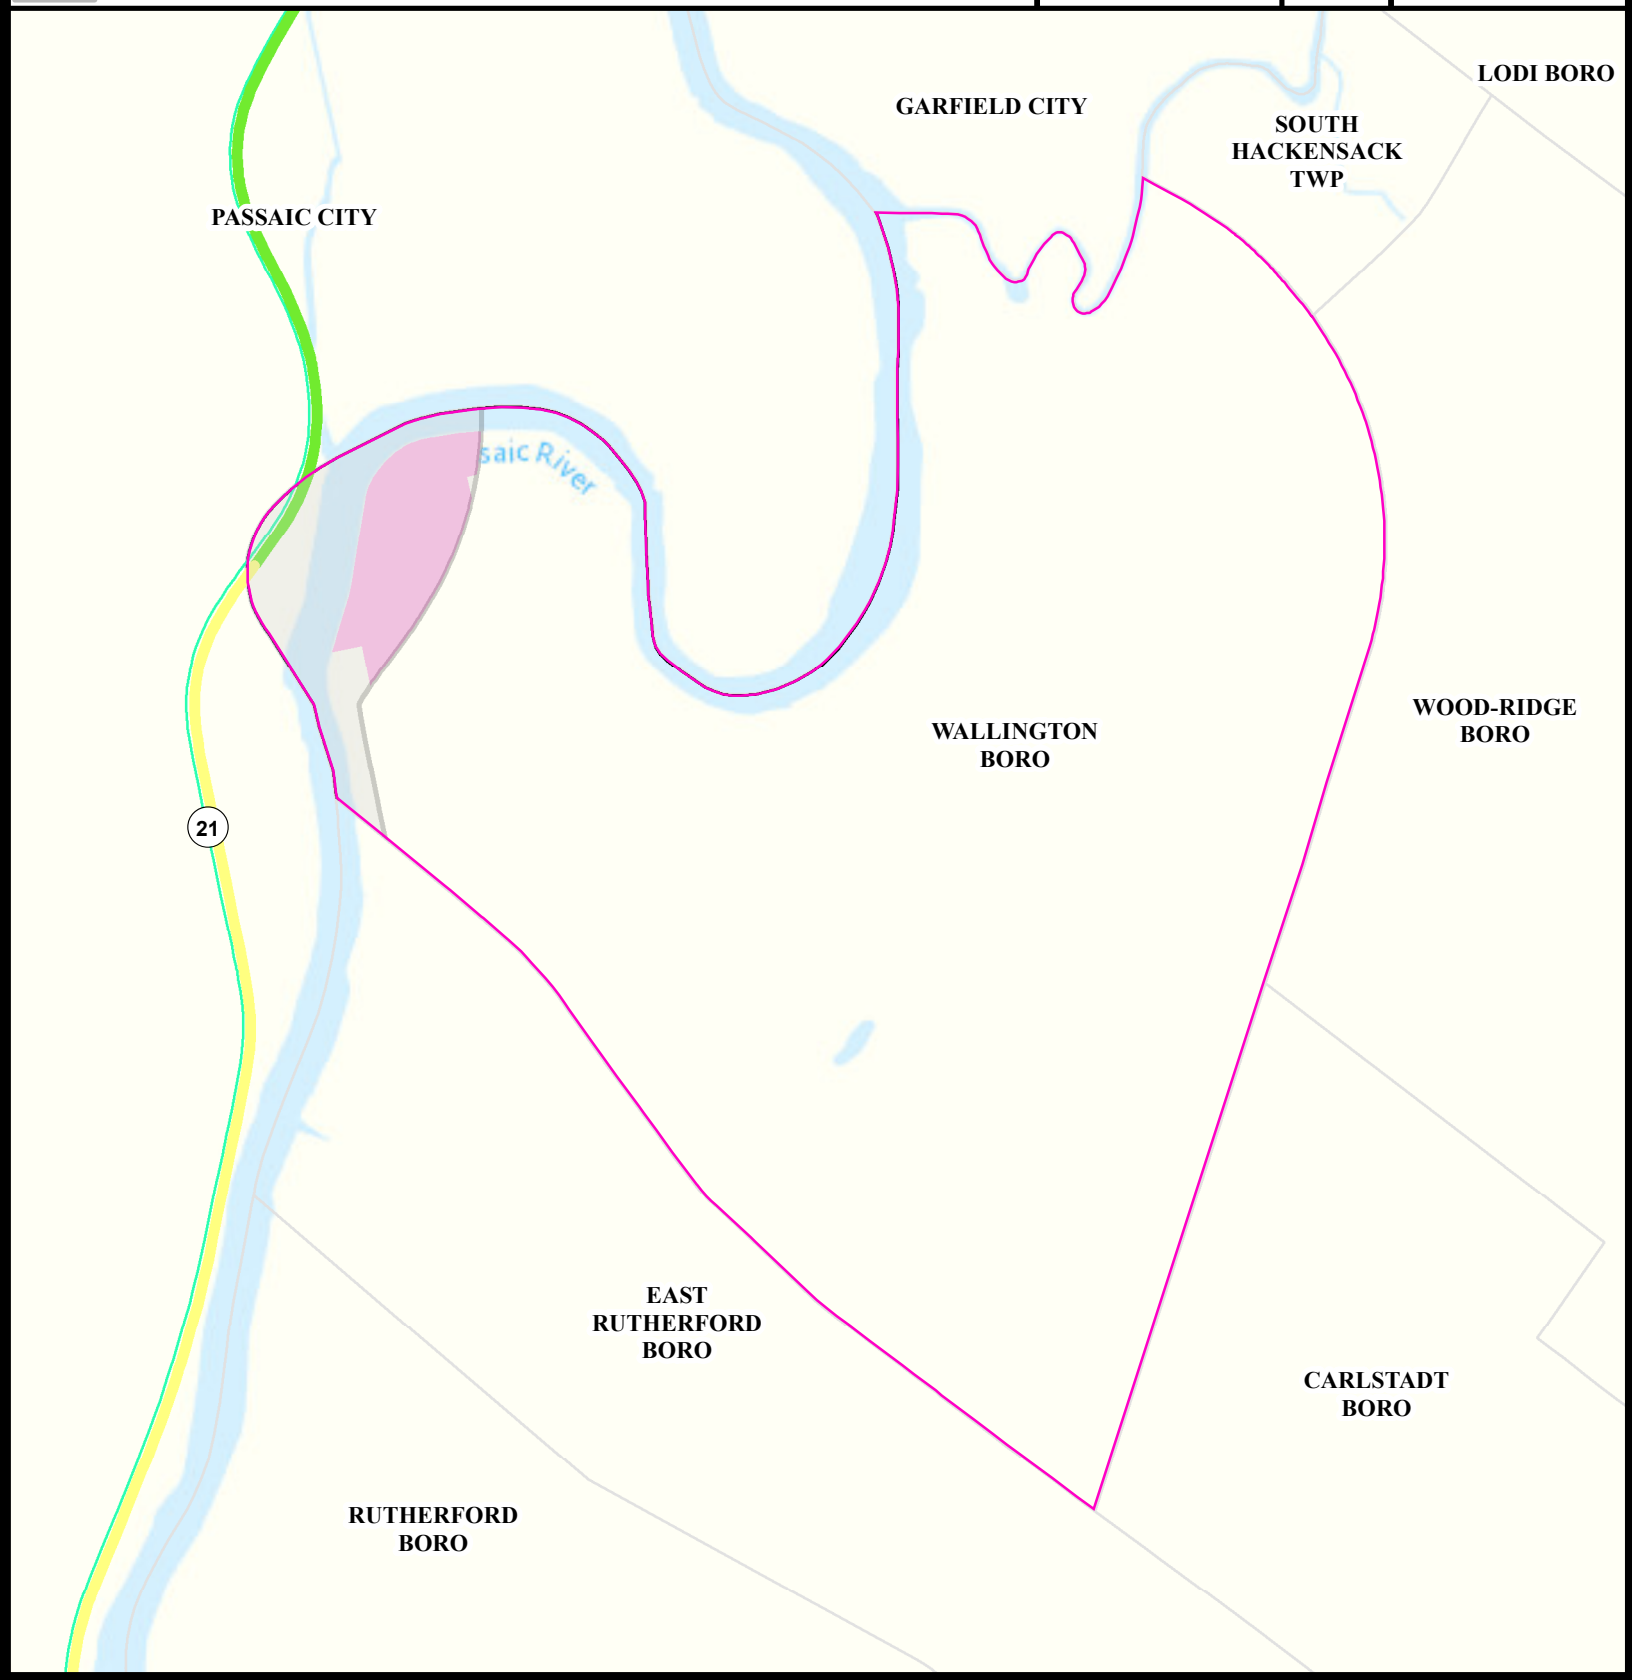 LODI BORO
GARFIELD CITY
SOUTH
HACKENSACK
TWP
PASSAIC CITY
saic River
WALLINGTON
BORO
WOOD-RIDGE
BORO
21
EAST
RUTHERFORD
BORO
CARLSTADT
BORO
RUTHERFORD
BORO